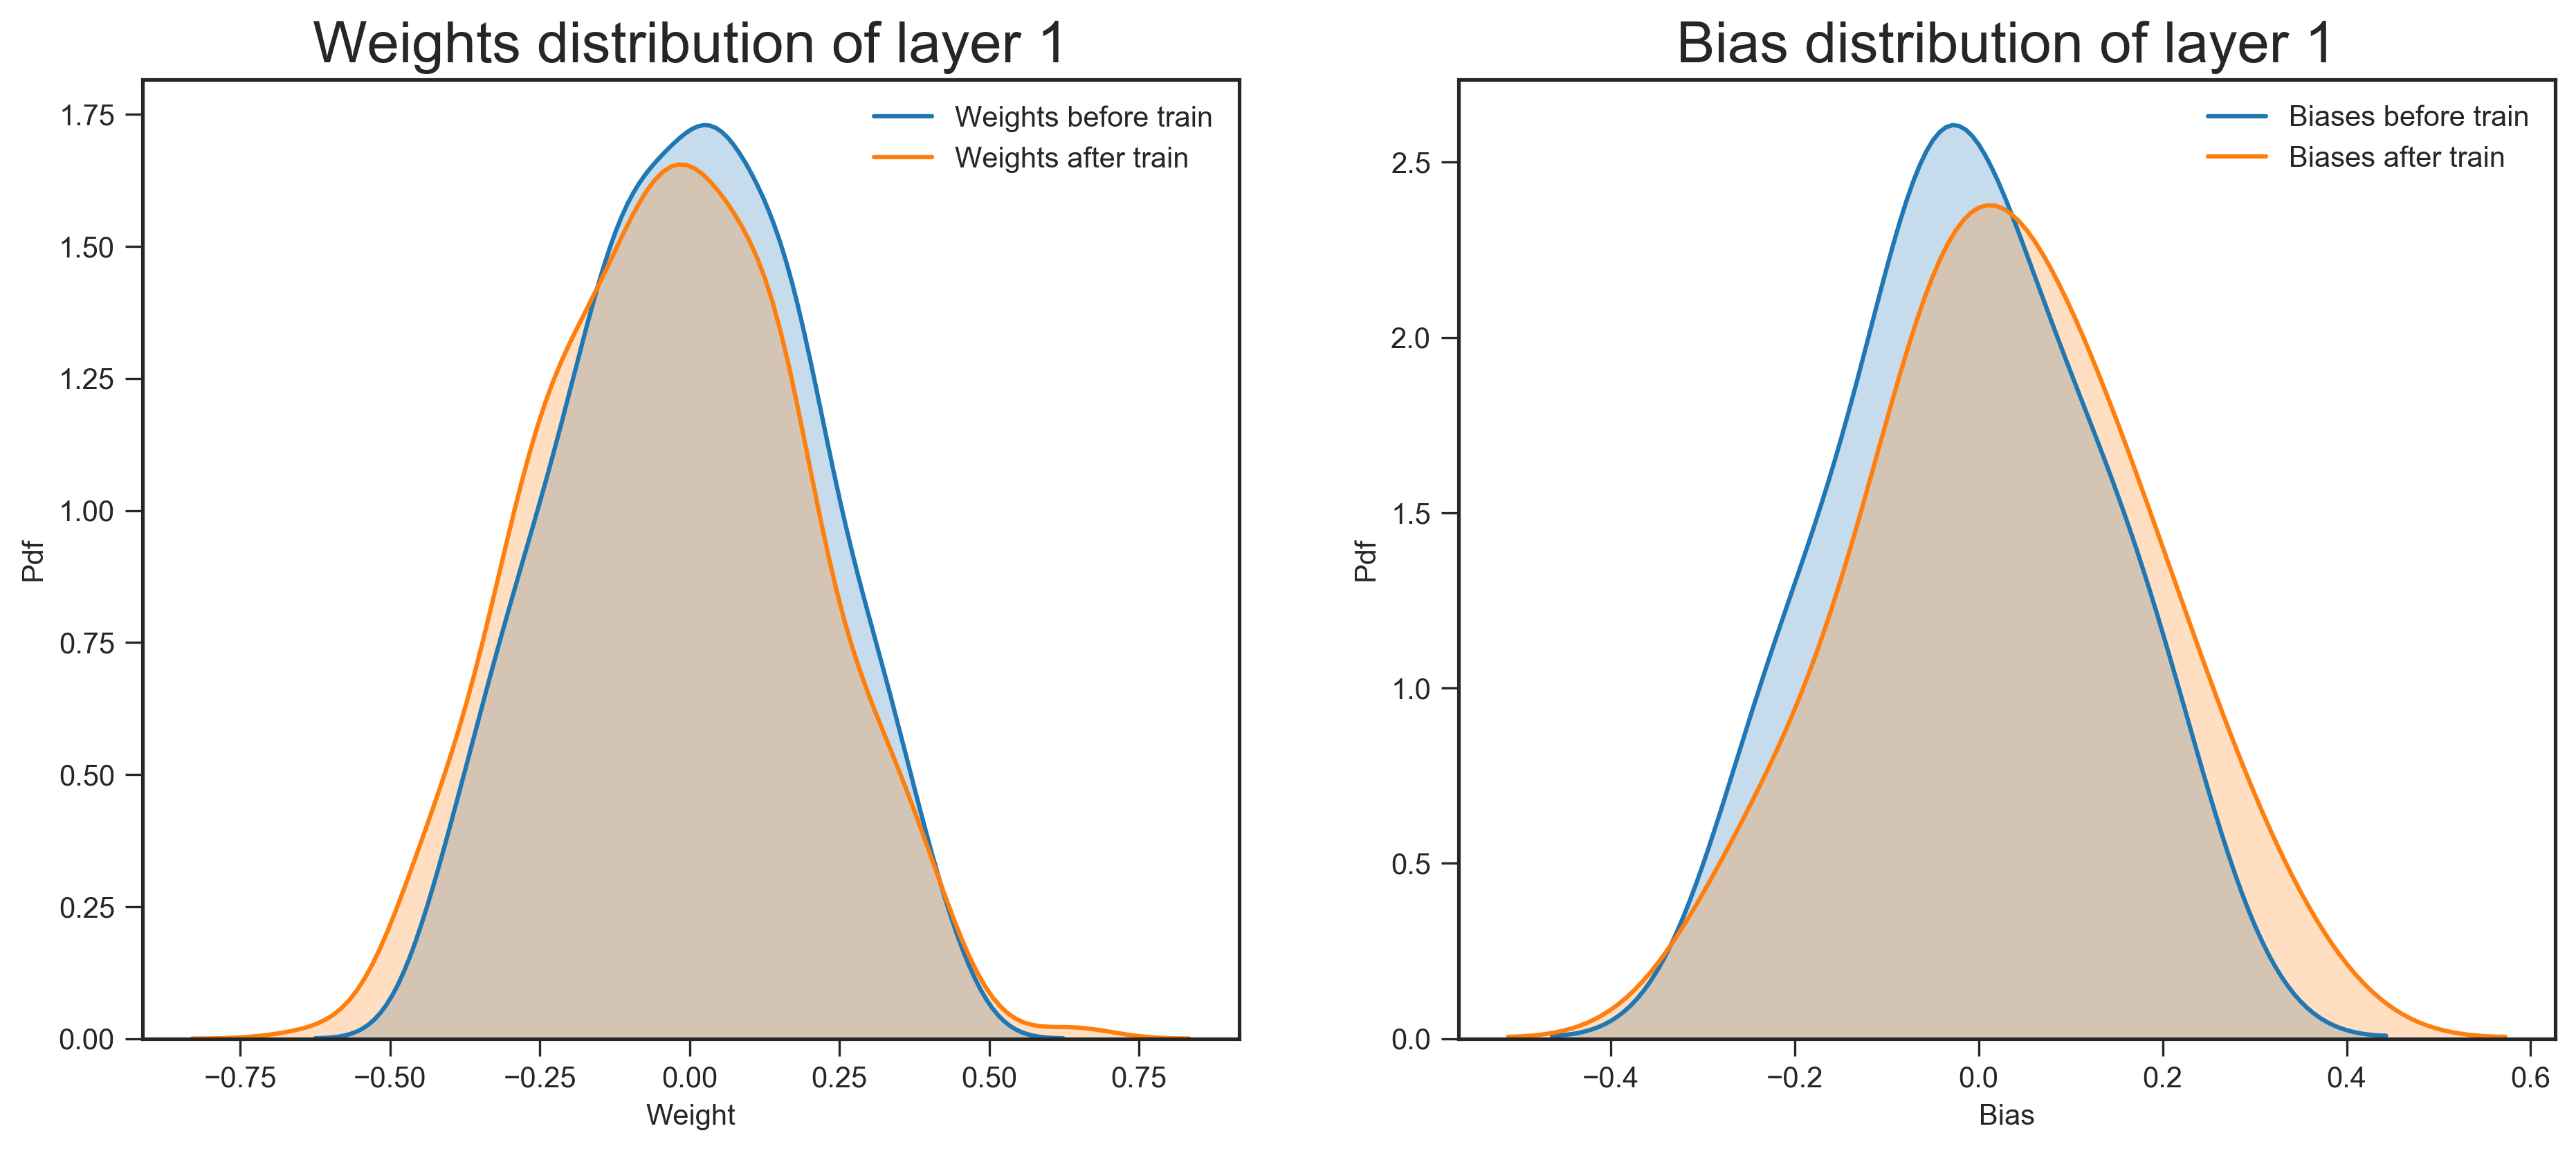 Weights distribution of layer 1
Weights before train
Weights after train
1.75
1.50
1.25
1.00
0.75
0.50
0.25
0.00
Pdf
−0.75 −0.50 −0.25 0.00 0.25 0.50 0.75
Weight
Bias distribution of layer 1
Biases before train
Biases after train
2.5
2.0
1.5
1.0
0.5
0.0
Pdf
−0.4 −0.2 0.0 0.2 0.4 0.6
Bias